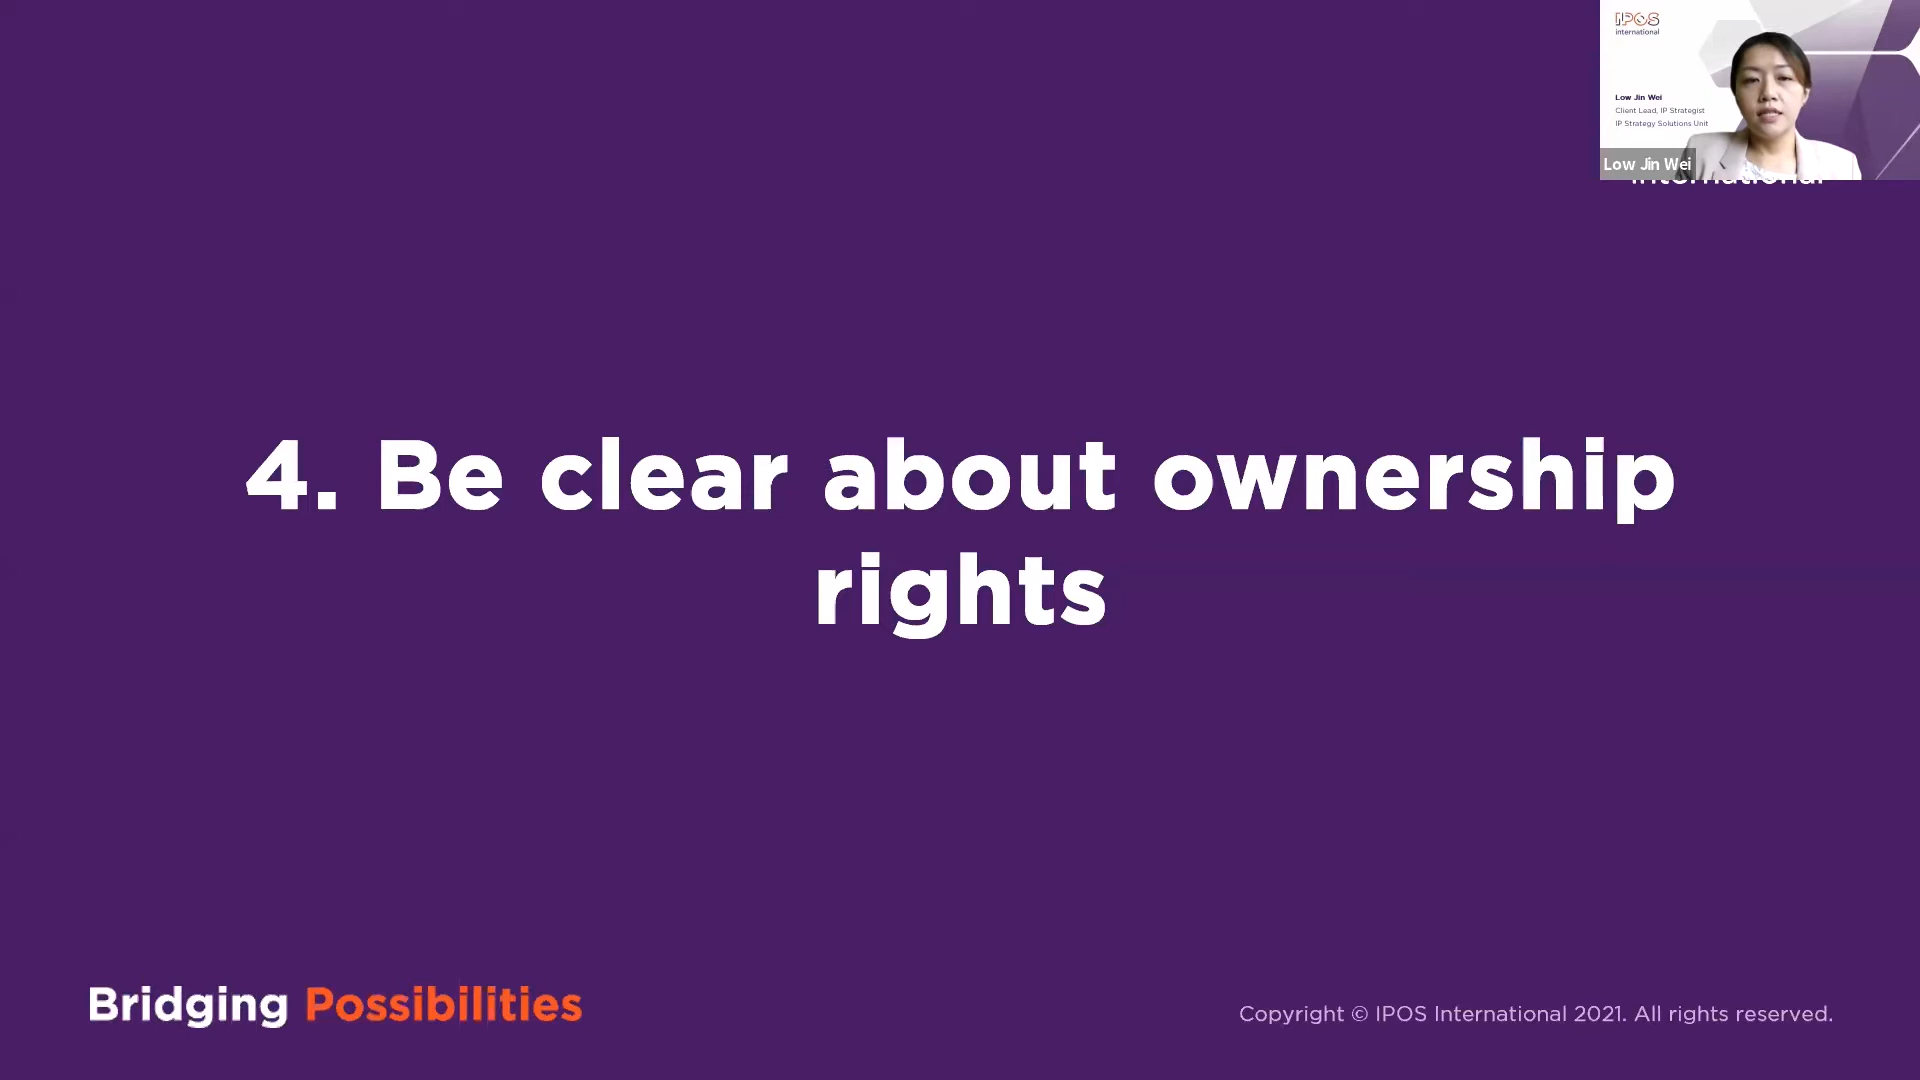 IPOS
international
Low Jin Wei
Client Lead, IP Strategist
IP Strategy Solutions Unit
Low Jin Wei
international
4. Be clear about ownership
rights
Bridging Possibilities
Copyright © IPOS International 2021. All rights reserved.